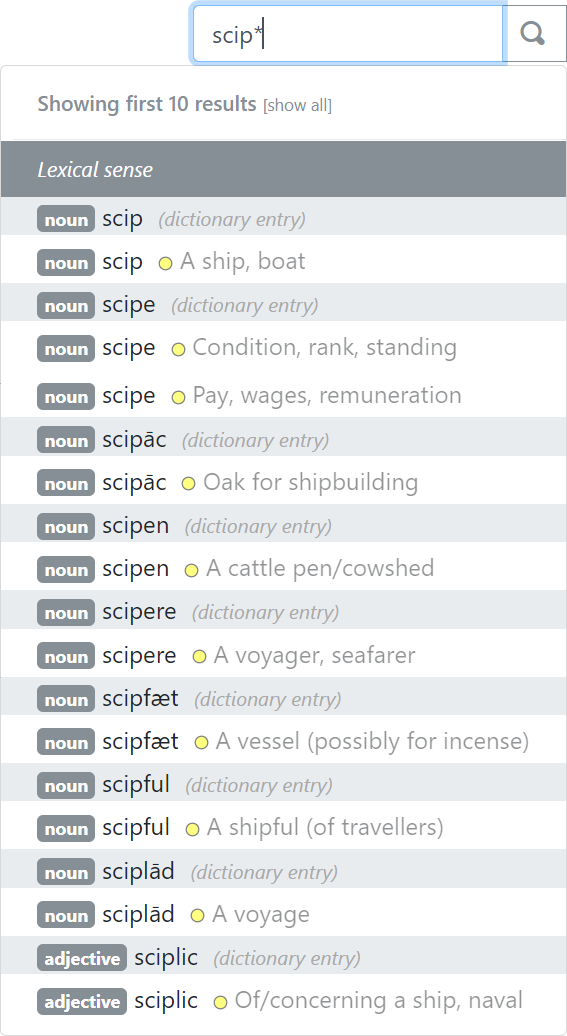 scip*
Showing first 10 results [show all]
Lexical sense
noun scip (dictionary entry)
noun scip A ship, boat
noun scipe (dictionary entry)
noun scipe Condition, rank, standing
noun scipe Pay, wages, remuneration
noun scipāc (dictionary entry)
noun scipāc Oak for shipbuilding
noun scipen (dictionary entry)
noun scipen A cattle pen/cowshed
noun scipere (dictionary entry)
noun scipere A voyager, seafarer
noun scipfæt (dictionary entry)
noun scipfæt A vessel (possibly for incense)
noun scipful (dictionary entry)
noun scipful A shipful (of travellers)
noun sciplād (dictionary entry)
noun sciplād A voyage
adjective sciplic (dictionary entry)
adjective sciplic Of/concerning a ship, naval